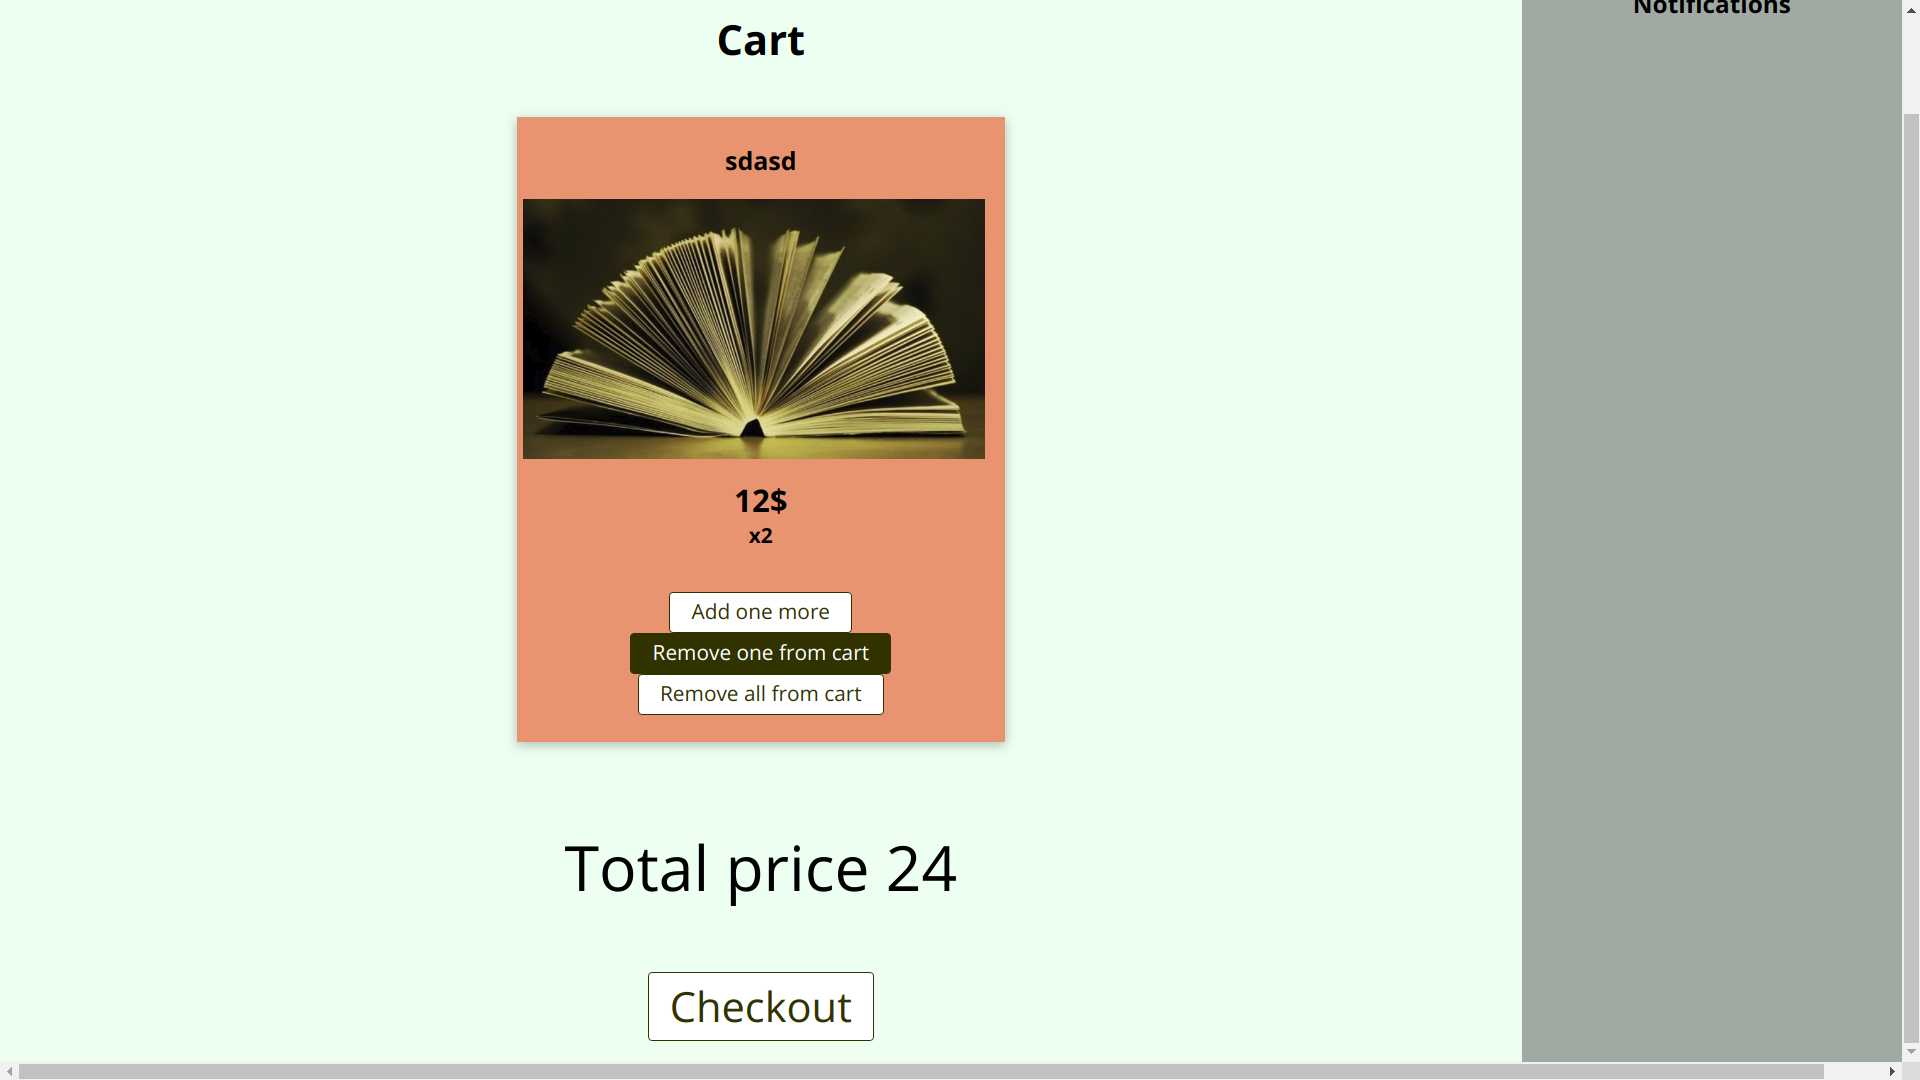 Notifications
Cart
sdasd
12$
x2
Add one more
Remove one from cart
Remove all from cart
Total price 24
Checkout